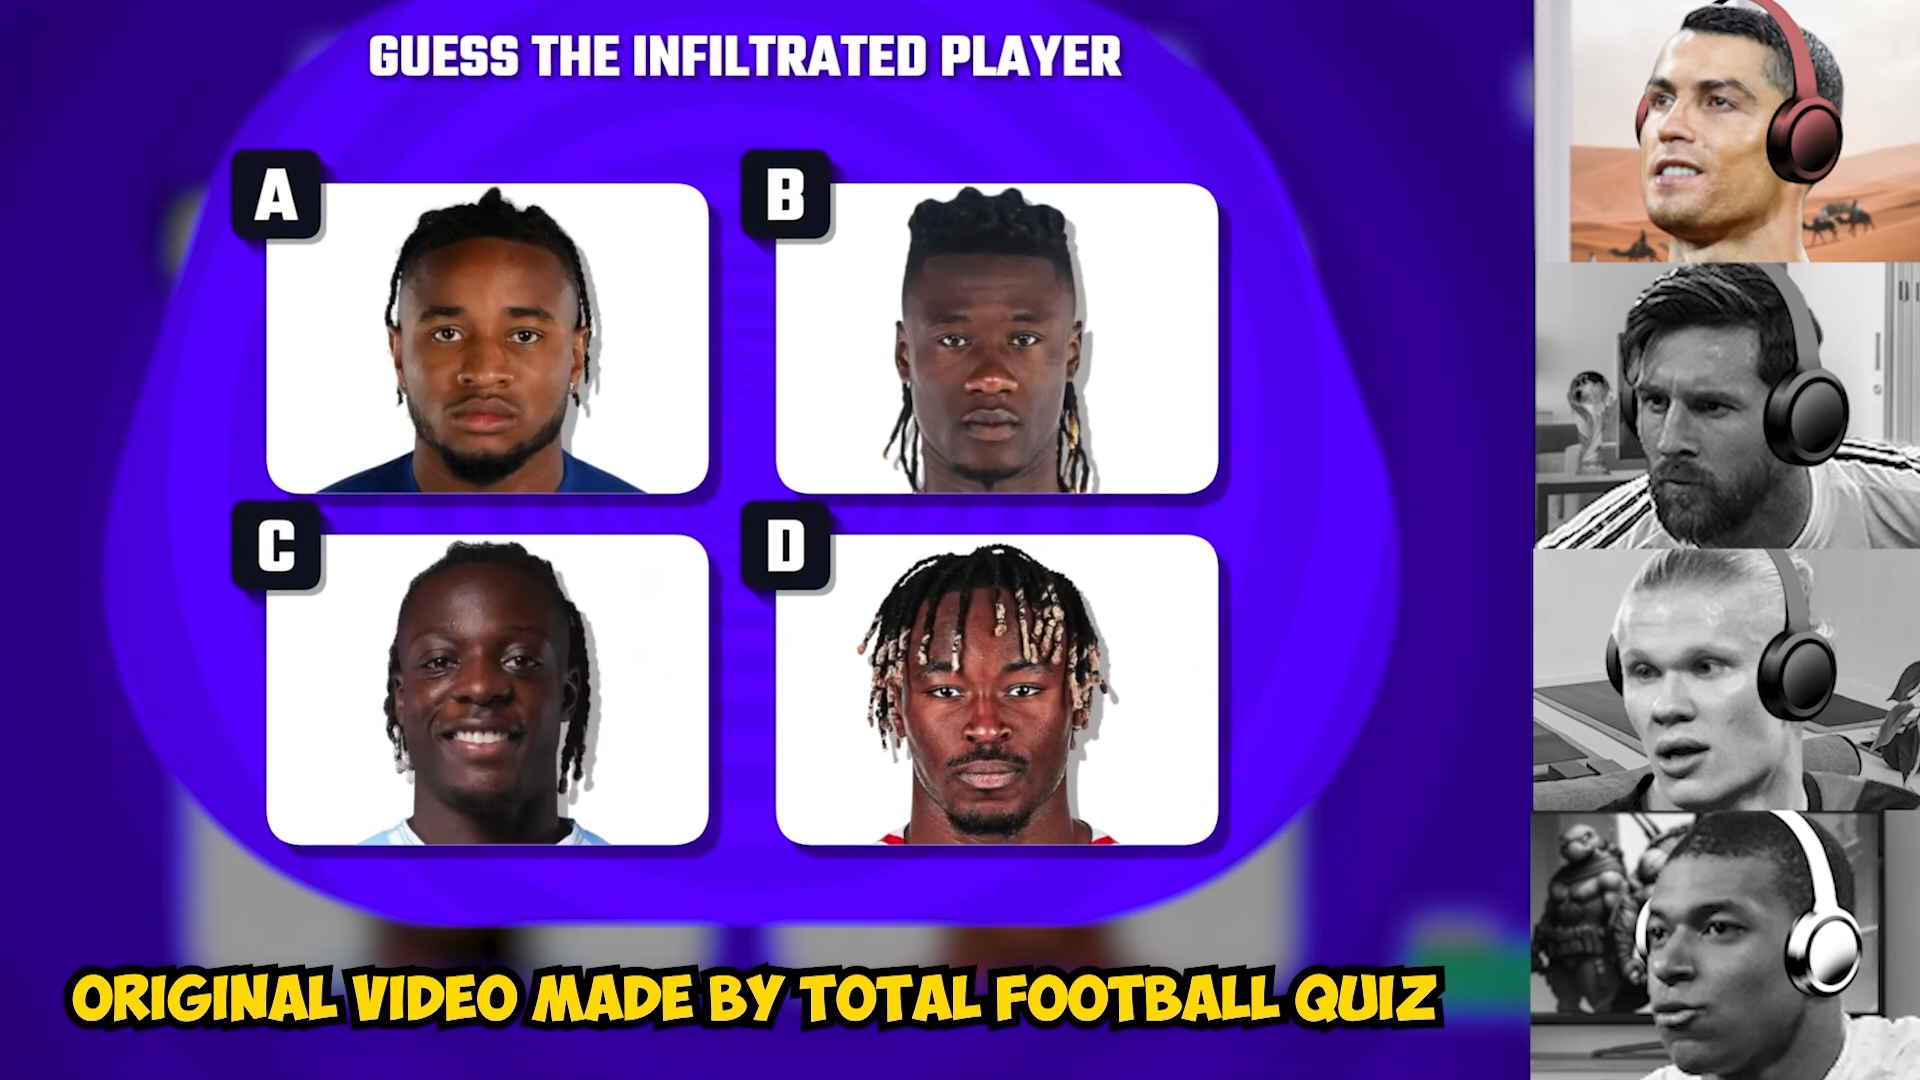 GUESS THE INFILTRATED PLAYER
A
B
C
D
ORIGINAL VIDEO MADE BY TOTAL FOOTBALL QUIZ